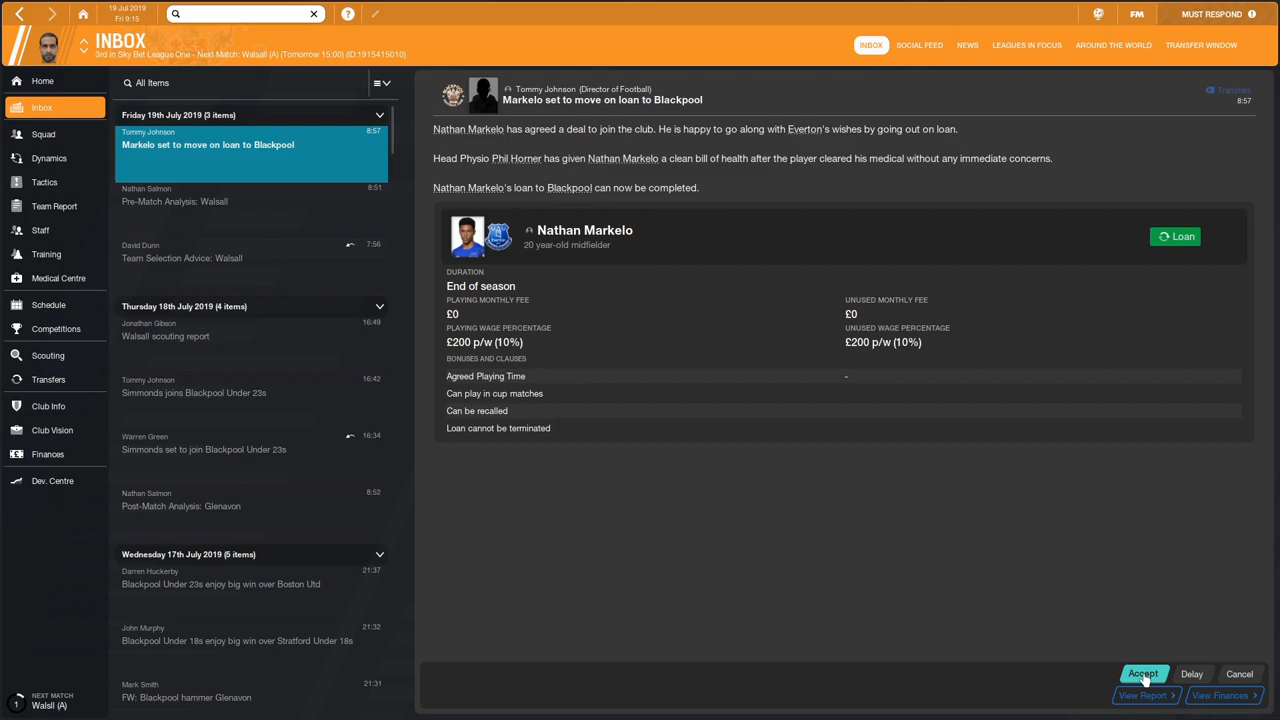 19 Jul 2019
Fri 9:15
?
FM
MUST RESPOND
INBOX
3rd in Sky Bet League One - Next Match: Walsall (A) (Tomorrow 15:00) (ID:1915415010)
INBOX
SOCIAL FEED
NEWS
LEAGUES IN FOCUS
AROUND THE WORLD
TRANSFER WINDOW
Home
Inbox
Squad
Dynamics
Tactics
Team Report
Staff
Training
Medical Centre
Schedule
Competitions
Scouting
Transfers
Club Info
Club Vision
Finances
Dev. Centre
1
NEXT MATCH
Walsll (A)
All Items
Friday 19th July 2019 (3 items)
Tommy Johnson 8:57
Markelo set to move on loan to Blackpool
Nathan Salmon 8:51
Pre-Match Analysis: Walsall
David Dunn 7:56
Team Selection Advice: Walsall
Thursday 18th July 2019 (4 items)
Jonathan Gibson 16:49
Walsall scouting report
Tommy Johnson 16:42
Simmonds joins Blackpool Under 23s
Warren Green 16:34
Simmonds set to join Blackpool Under 23s
Nathan Salmon 8:52
Post-Match Analysis: Glenavon
Wednesday 17th July 2019 (5 items)
Darren Huckerby 21:37
Blackpool Under 23s enjoy big win over Boston Utd
John Murphy 21:32
Blackpool Under 18s enjoy big win over Stratford Under 18s
Mark Smith 21:31
FW: Blackpool hammer Glenavon
Tommy Johnson (Director of Football)
Markelo set to move on loan to Blackpool
Transfers
8:57
Nathan Markelo has agreed a deal to join the club. He is happy to go along with Everton's wishes by going out on loan.
Head Physio Phil Horner has given Nathan Markelo a clean bill of health after the player cleared his medical without any immediate concerns.
Nathan Markelo's loan to Blackpool can now be completed.
Nathan Markelo
20 year-old midfielder
Loan
DURATION
End of season
PLAYING MONTHLY FEE UNUSED MONTHLY FEE
£0 £0
PLAYING WAGE PERCENTAGE UNUSED WAGE PERCENTAGE
£200 p/w (10%) £200 p/w (10%)
BONUSES AND CLAUSES
Agreed Playing Time -
Can play in cup matches
Can be recalled
Loan cannot be terminated
Accept
Delay
Cancel
View Report >
View Finances >